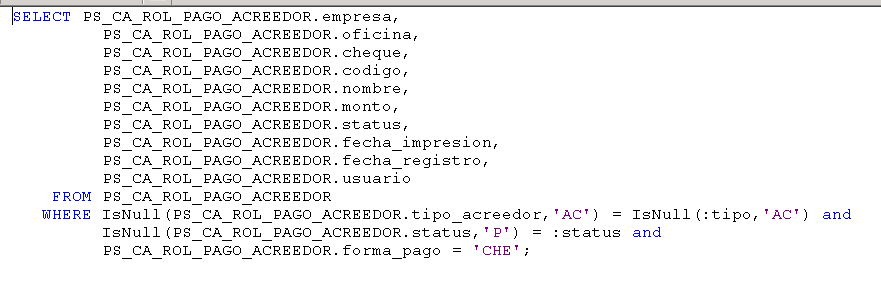 SELECT PS_CA_ROL_PAGO_ACREEDOR.empresa,
PS_CA_ROL_PAGO_ACREEDOR.oficina,
PS_CA_ROL_PAGO_ACREEDOR.cheque,
PS_CA_ROL_PAGO_ACREEDOR.codigo,
PS_CA_ROL_PAGO_ACREEDOR.nombre,
PS_CA_ROL_PAGO_ACREEDOR.monto,
PS_CA_ROL_PAGO_ACREEDOR.status,
PS_CA_ROL_PAGO_ACREEDOR.fecha_impresion,
PS_CA_ROL_PAGO_ACREEDOR.fecha_registro,
PS_CA_ROL_PAGO_ACREEDOR.usuario
FROM PS_CA_ROL_PAGO_ACREEDOR
WHERE IsNull(PS_CA_ROL_PAGO_ACREEDOR.tipo_acreedor,'AC') = IsNull(:tipo,'AC') and
IsNull(PS_CA_ROL_PAGO_ACREEDOR.status,'P') = :status and
PS_CA_ROL_PAGO_ACREEDOR.forma_pago = 'CHE';